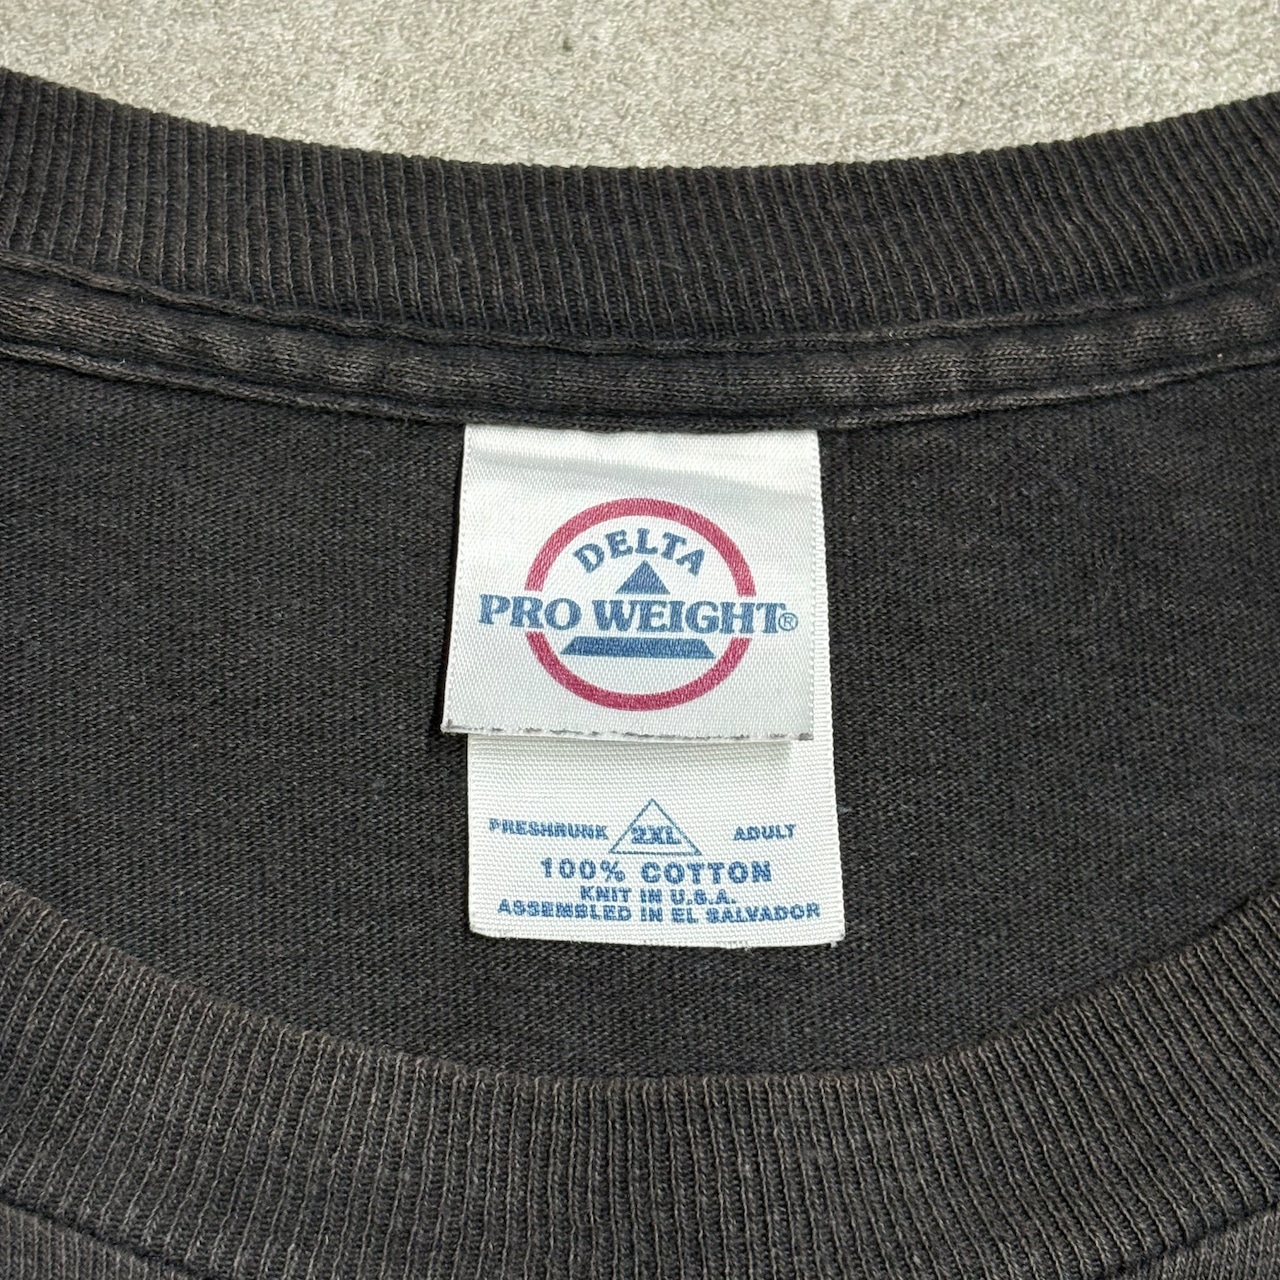 DELTA
PRO WEIGHT®
PRESHRUNK 2XL ADULT
100% COTTON
KNIT IN U.S.A.
ASSEMBLED IN EL SALVADOR